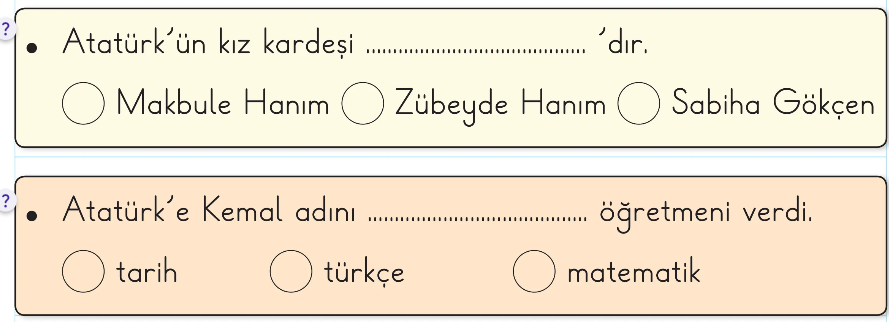 ?
• Atatürk'ün kız kardeşi ........................................ 'dır.
Makbule Hanım Zübeyde Hanım Sabiha Gökçen
?
• Atatürk'e Kemal adını ........................................ öğretmeni verdi.
tarih türkçe matematik